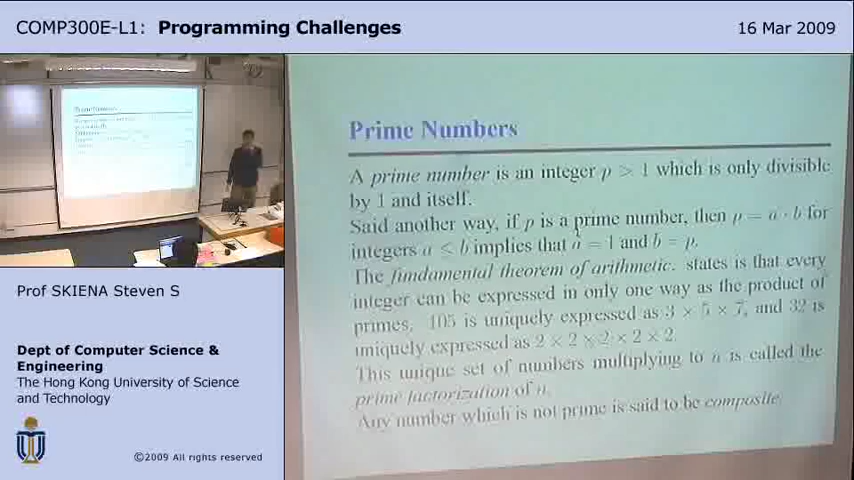 COMP300E-L1: Programming Challenges
16 Mar 2009
Prime Numbers
Prime Numbers
A prime number is an integer p > 1 which is only divisible
by 1 and itself.
Said another way, if p is a prime number, then p = a · b for
integers a ≤ b implies that a = 1 and b = p.
The fundamental theorem of arithmetic. states is that every
integer can be expressed in only one way as the product of
primes. 105 is uniquely expressed as 3 × 5 × 7, and 32 is
uniquely expressed as 2 × 2 × 2 × 2 × 2.
This unique set of numbers multiplying to n is called the
prime factorization of n.
Any number which is not prime is said to be composite.
Prof SKIENA Steven S
Dept of Computer Science &
Engineering
The Hong Kong University of Science
and Technology
©2009 All rights reserved